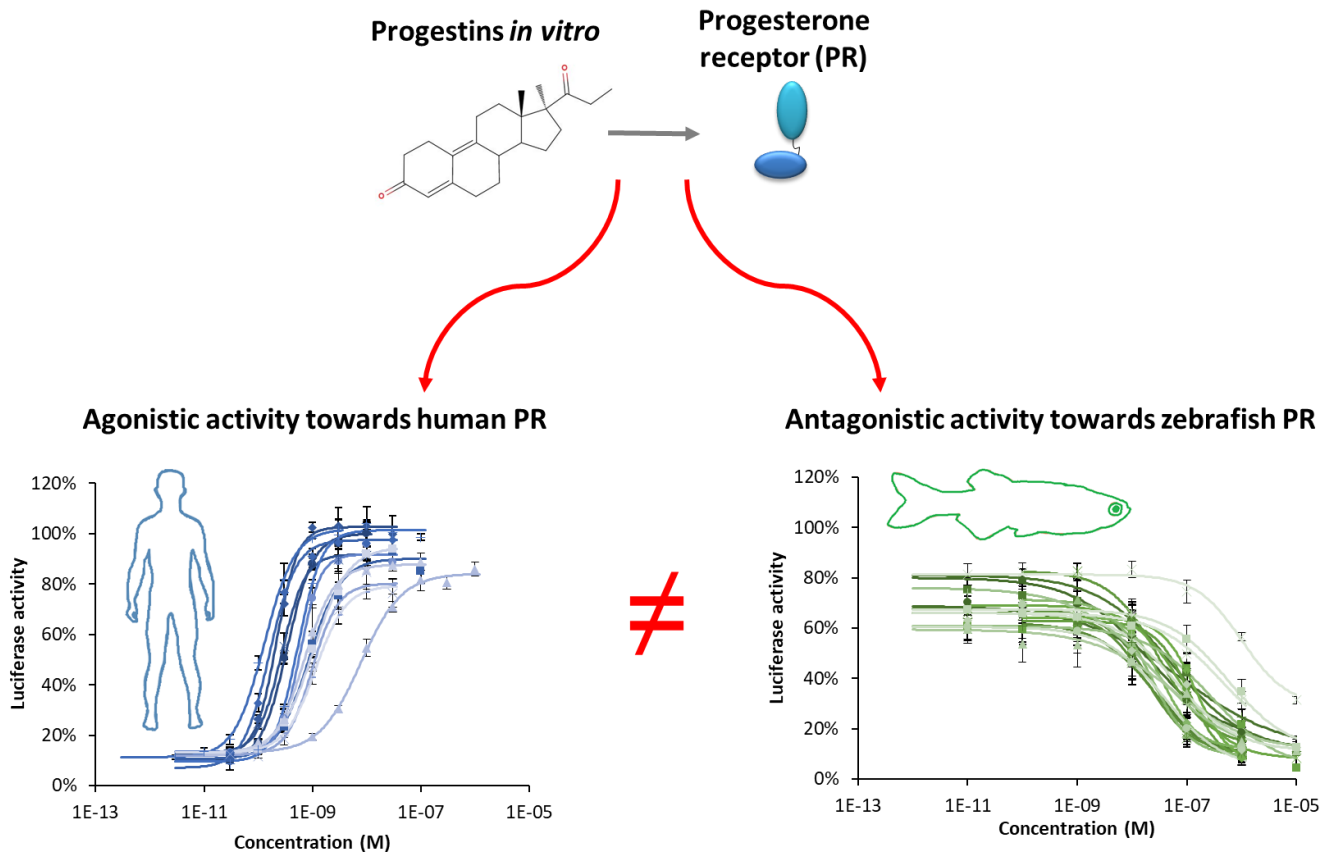 Progestins in vitro
Progesterone
receptor (PR)
O
O
Agonistic activity towards human PR
Antagonistic activity towards zebrafish PR
120%
100%
80%
60%
40%
20%
0%
Luciferase activity
1E-13
1E-11
1E-09
1E-07
1E-05
Concentration (M)
≠
120%
100%
80%
60%
40%
20%
0%
Luciferase activity
1E-13
1E-11
1E-09
1E-07
1E-05
Concentration (M)